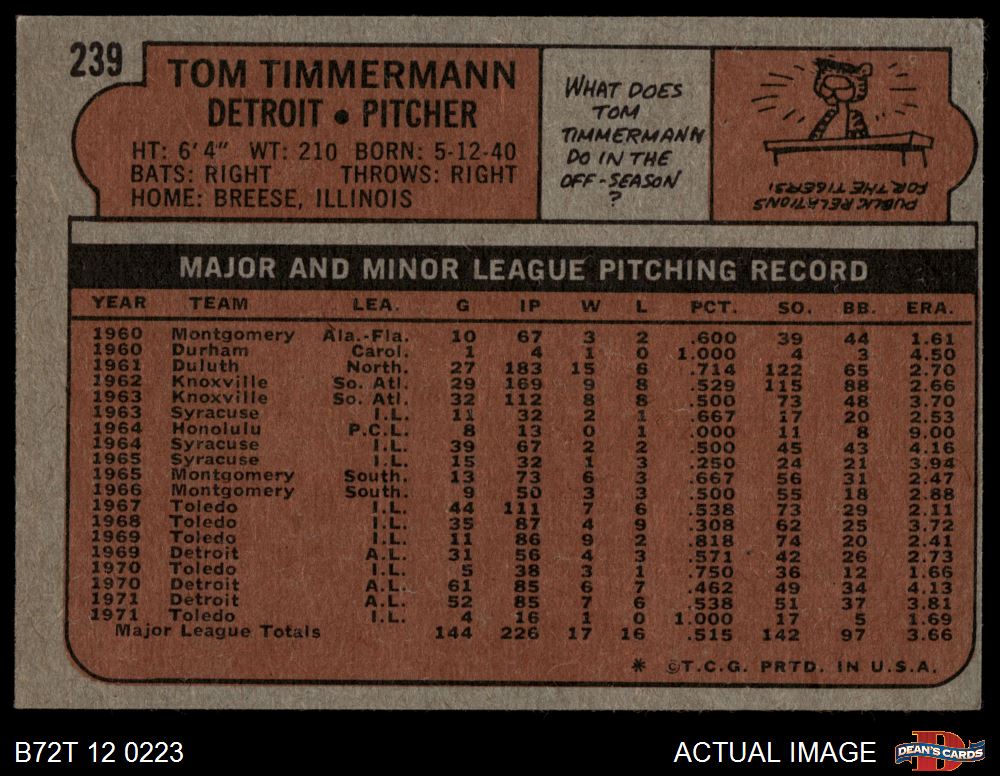 239
TOM TIMMERMANN
DETROIT • PITCHER
HT: 6'4" WT: 210 BORN: 5-12-40
BATS: RIGHT THROWS: RIGHT
HOME: BREESE, ILLINOIS
WHAT DOES
TOM
TIMMERMANN
DO IN THE
OFF-SEASON
?
PUBLIC RELATIONS
FOR THE TIGERS!
MAJOR AND MINOR LEAGUE PITCHING RECORD
YEAR TEAM LEA. G IP W L PCT. SO. BB. ERA.
1960 Montgomery Ala.-Fla. 10 67 3 2 .600 39 44 1.61
1960 Durham Carol. 1 4 1 0 1.000 4 3 4.50
1961 Duluth North. 27 183 15 6 .714 122 65 2.70
1962 Knoxville So. Atl. 29 169 9 8 .529 115 88 2.66
1963 Knoxville So. Atl. 32 112 8 8 .500 73 48 3.70
1963 Syracuse I.L. 11 32 2 1 .667 17 20 2.53
1964 Honolulu P.C.L. 8 13 0 1 .000 11 8 9.00
1964 Syracuse I.L. 39 67 2 2 .500 45 43 4.16
1965 Syracuse I.L. 15 32 1 3 .250 24 21 3.94
1965 Montgomery South. 13 73 6 3 .667 56 31 2.47
1966 Montgomery South. 9 50 3 3 .500 55 18 2.88
1967 Toledo I.L. 44 111 7 6 .538 73 29 2.11
1968 Toledo I.L. 35 87 4 9 .308 62 25 3.72
1969 Toledo I.L. 11 86 9 2 .818 74 20 2.41
1969 Detroit A.L. 31 56 4 3 .571 42 26 2.73
1970 Toledo I.L. 5 38 3 1 .750 36 12 1.66
1970 Detroit A.L. 61 85 6 7 .462 49 34 4.13
1971 Detroit A.L. 52 85 7 6 .538 51 37 3.81
1971 Toledo I.L. 4 16 1 0 1.000 17 5 1.69
Major League Totals 144 226 17 16 .515 142 97 3.66
* ©T.C.G. PRTD. IN U.S.A.
B72T 12 0223 ACTUAL IMAGE DEAN'S CARDS